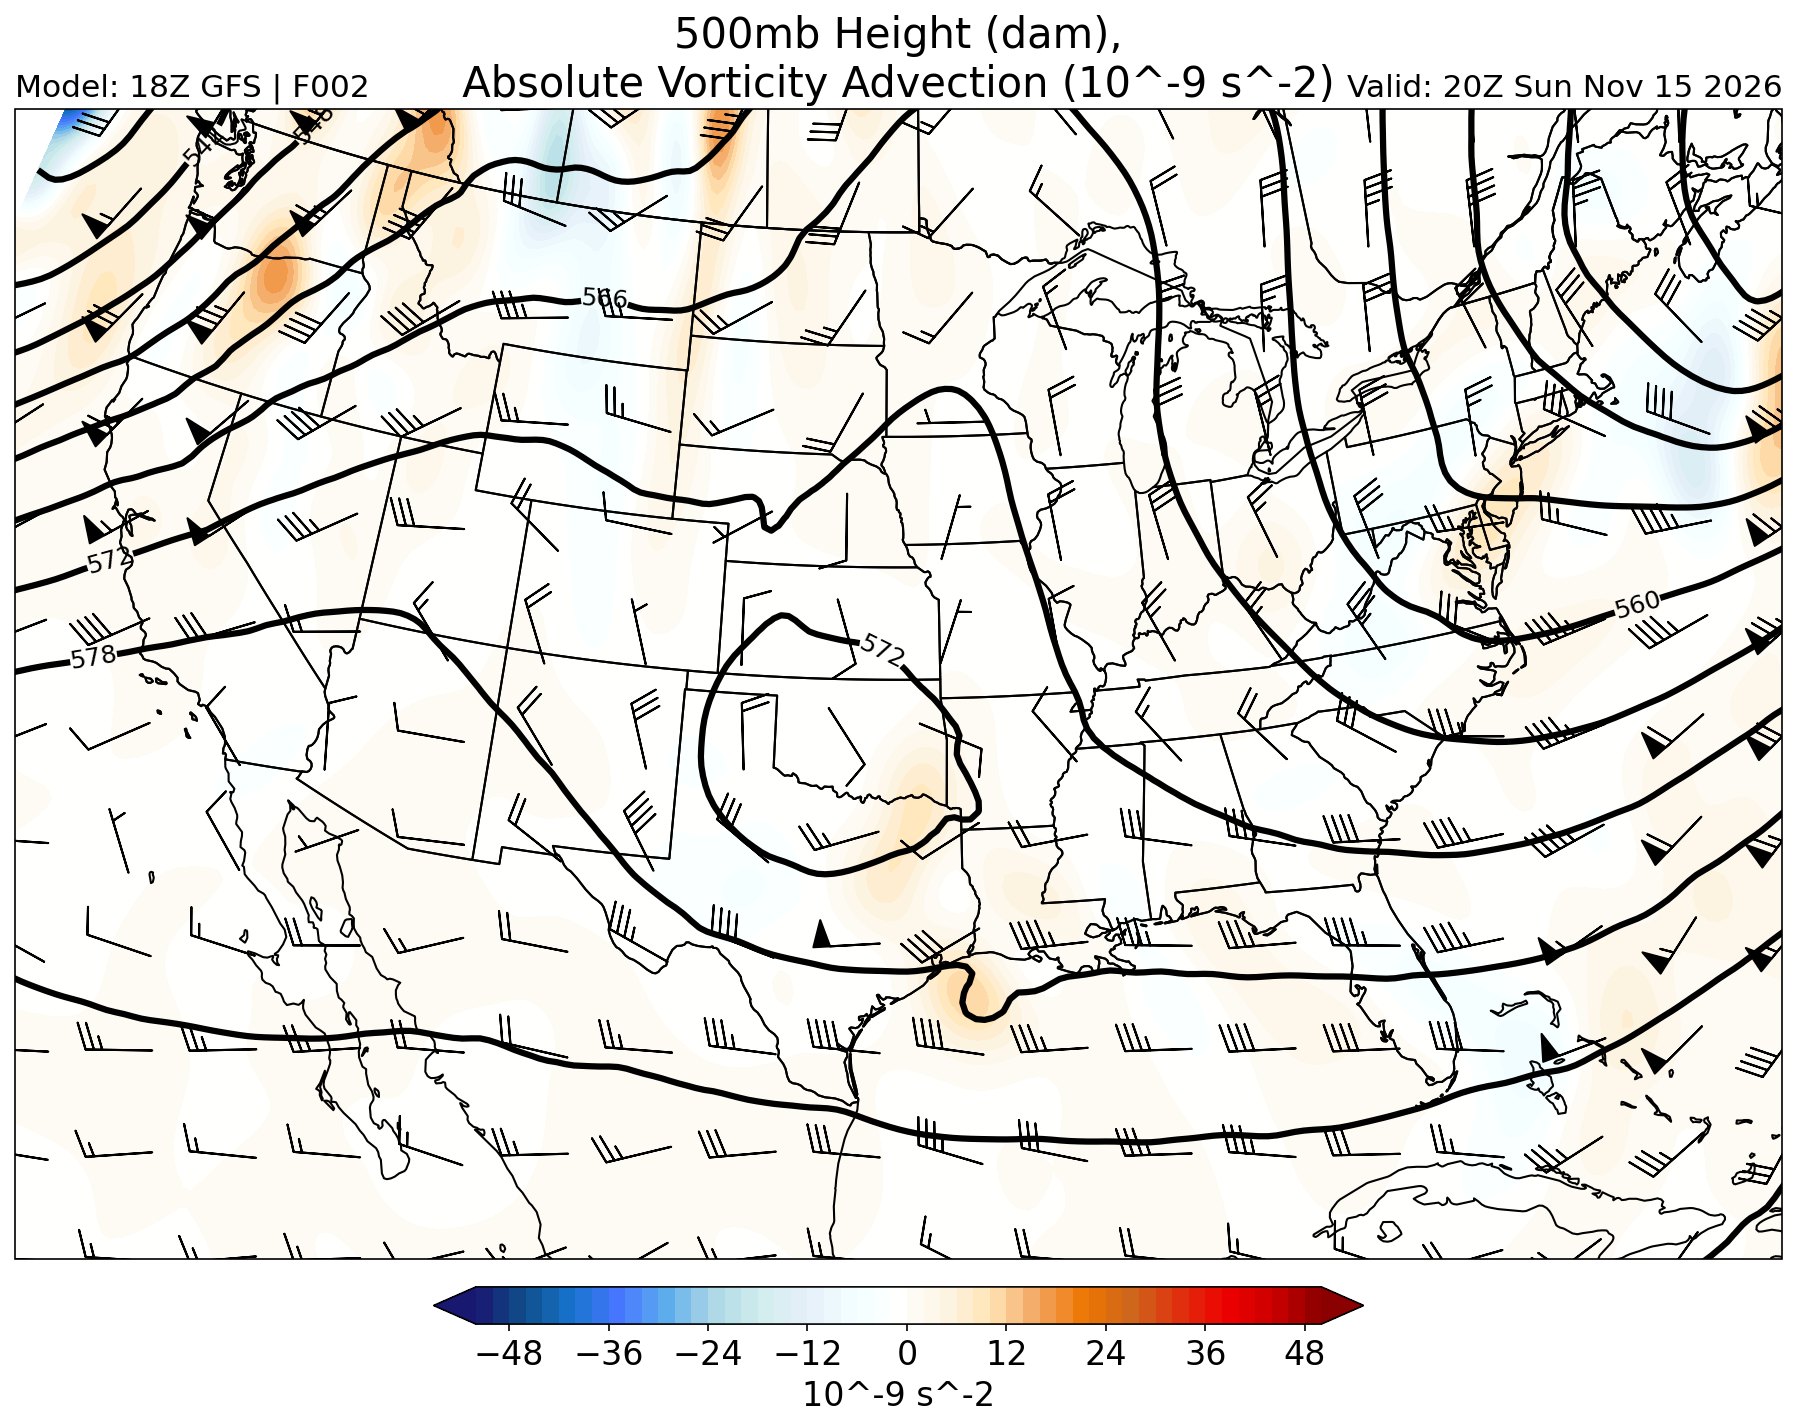 500mb Height (dam),
Model: 18Z GFS | F002
Absolute Vorticity Advection (10^-9 s^-2)
Valid: 20Z Sun Nov 15 2026
566
572
578
572
560
−48 −36 −24 −12 0 12 24 36 48
10^-9 s^-2